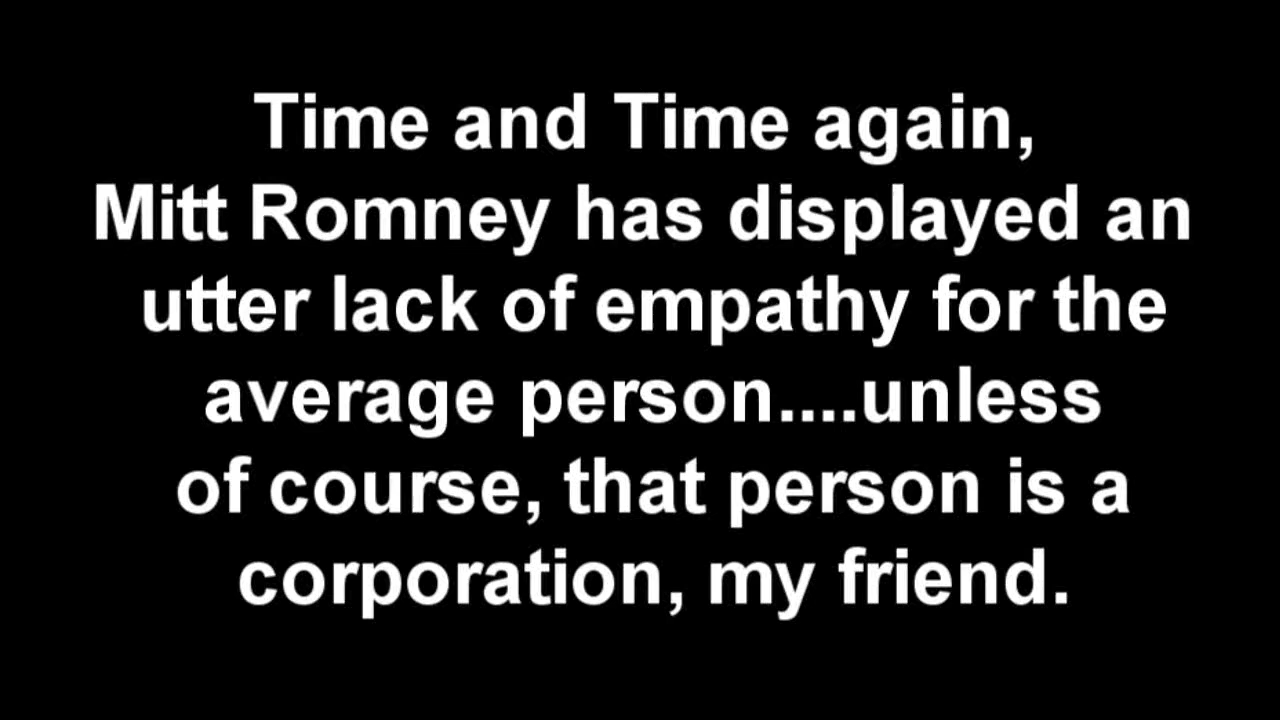 Time and Time again,
Mitt Romney has displayed an
utter lack of empathy for the
average person....unless
of course, that person is a
corporation, my friend.